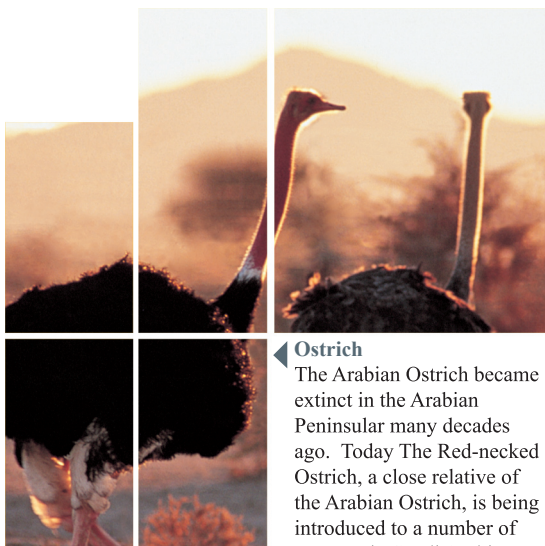 Ostrich
The Arabian Ostrich became
extinct in the Arabian
Peninsular many decades
ago.  Today The Red-necked
Ostrich, a close relative of
the Arabian Ostrich, is being
introduced to a number of